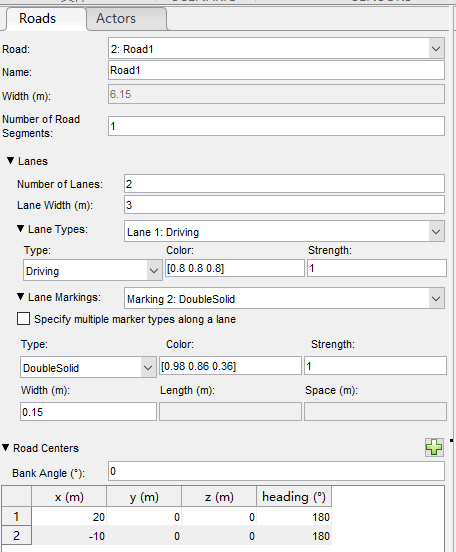 Roads Actors
Road: 2: Road1
Name: Road1
Width (m): 6.15
Number of Road Segments: 1
Lanes
Number of Lanes: 2
Lane Width (m): 3
Lane Types: Lane 1: Driving
Type: Color: Strength:
Driving [0.8 0.8 0.8] 1
Lane Markings: Marking 2: DoubleSolid
Specify multiple marker types along a lane
Type: Color: Strength:
DoubleSolid [0.98 0.86 0.36] 1
Width (m): Length (m): Space (m):
0.15
Road Centers
Bank Angle (°): 0
x (m) y (m) z (m) heading (°)
1 20 0 0 180
2 -10 0 0 180